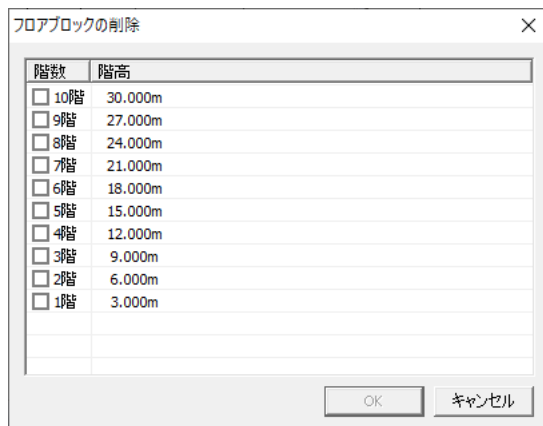 フロアブロックの削除
階数 階高
10階 30.000m
9階 27.000m
8階 24.000m
7階 21.000m
6階 18.000m
5階 15.000m
4階 12.000m
3階 9.000m
2階 6.000m
1階 3.000m
OK キャンセル